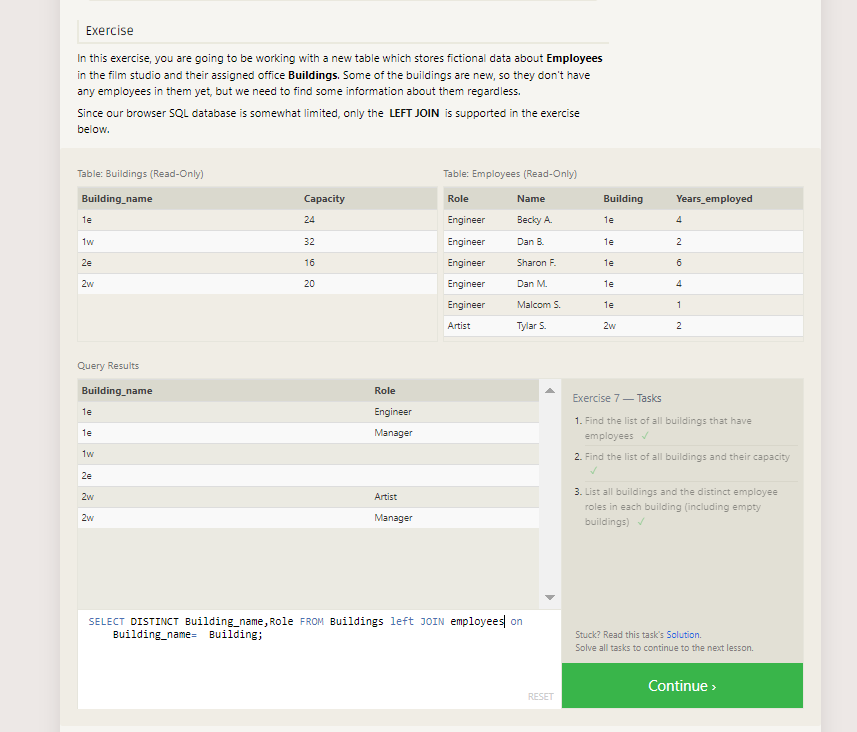 Exercise
In this exercise, you are going to be working with a new table which stores fictional data about Employees
in the film studio and their assigned office Buildings. Some of the buildings are new, so they don't have
any employees in them yet, but we need to find some information about them regardless.
Since our browser SQL database is somewhat limited, only the LEFT JOIN is supported in the exercise
below.
Table: Buildings (Read-Only)
Building_name Capacity
1e 24
1w 32
2e 16
2w 20
Table: Employees (Read-Only)
Role Name Building Years_employed
Engineer Becky A. 1e 4
Engineer Dan B. 1e 2
Engineer Sharon F. 1e 6
Engineer Dan M. 1e 4
Engineer Malcom S. 1e 1
Artist Tylar S. 2w 2
Query Results
Building_name Role
1e Engineer
1e Manager
1w
2e
2w Artist
2w Manager
SELECT DISTINCT Building_name,Role FROM Buildings left JOIN employees on
Building_name= Building;
RESET
Exercise 7 — Tasks
1. Find the list of all buildings that have
employees ✓
2. Find the list of all buildings and their capacity
✓
3. List all buildings and the distinct employee
roles in each building (including empty
buildings) ✓
Stuck? Read this task's Solution.
Solve all tasks to continue to the next lesson.
Continue ›